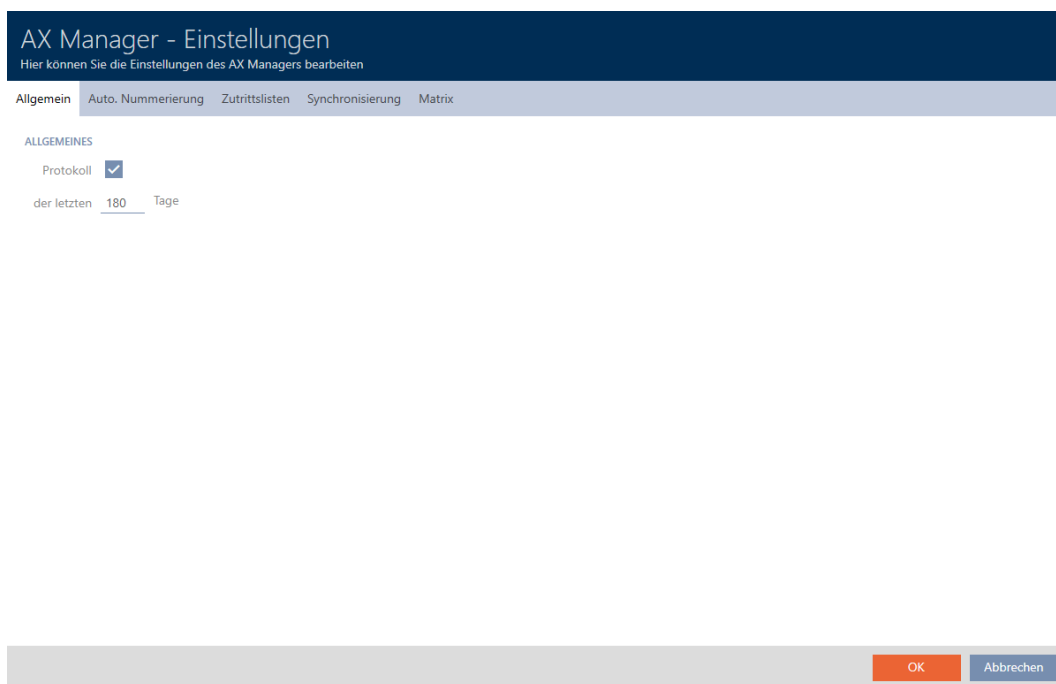 AX Manager - Einstellungen
Hier können Sie die Einstellungen des AX Managers bearbeiten
Allgemein Auto. Nummerierung Zutrittslisten Synchronisierung Matrix
ALLGEMEINES
Protokoll
der letzten 180 Tage
OK Abbrechen